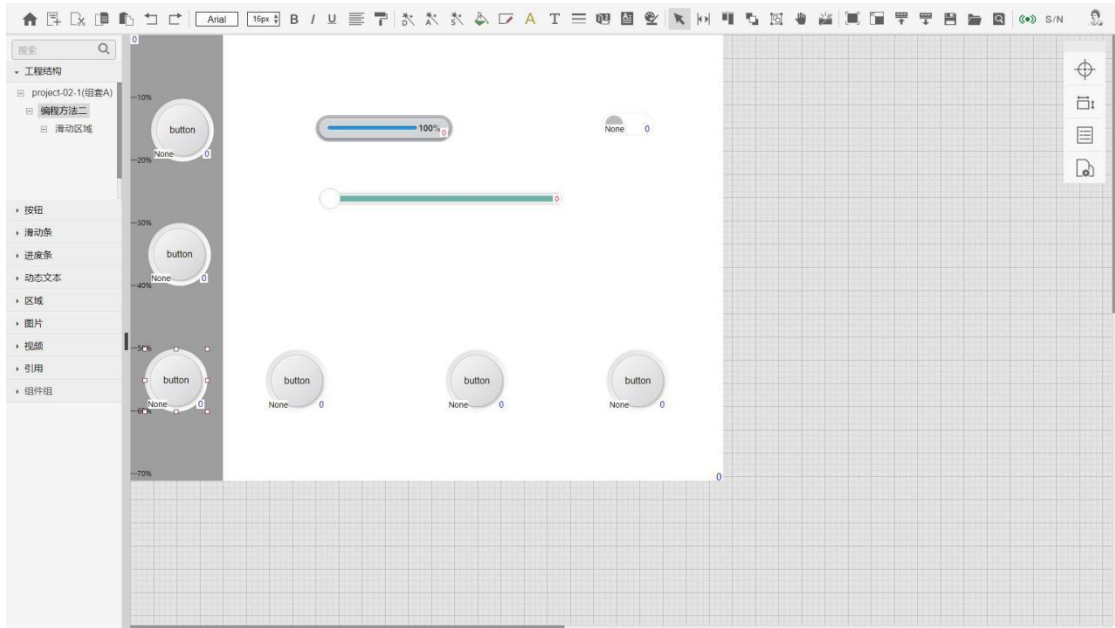 Arial 16px B I U A T S/N
搜索
工程结构
project-02-1(组套A)
编程方法二
滑动区域
按钮
滑动条
进度条
动态文本
区域
图片
视频
引用
组件组
0
10%
button
None 0
20%
100%
0
None 0
0
30%
button
None 0
40%
50%
button
None 0
60%
button
None 0
button
None 0
button
None 0
70%
0